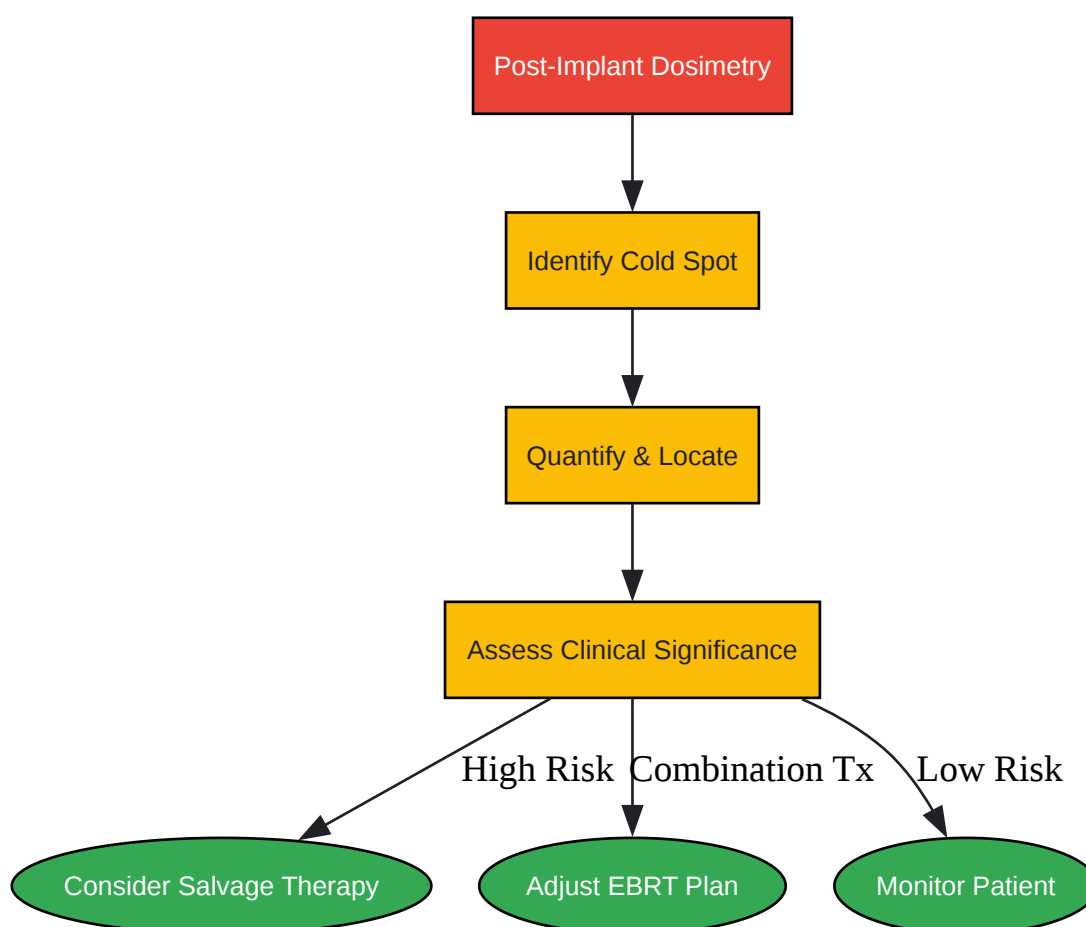 Post-Implant Dosimetry
Identify Cold Spot
Quantify & Locate
Assess Clinical Significance
High Risk
Combination Tx
Low Risk
Consider Salvage Therapy
Adjust EBRT Plan
Monitor Patient